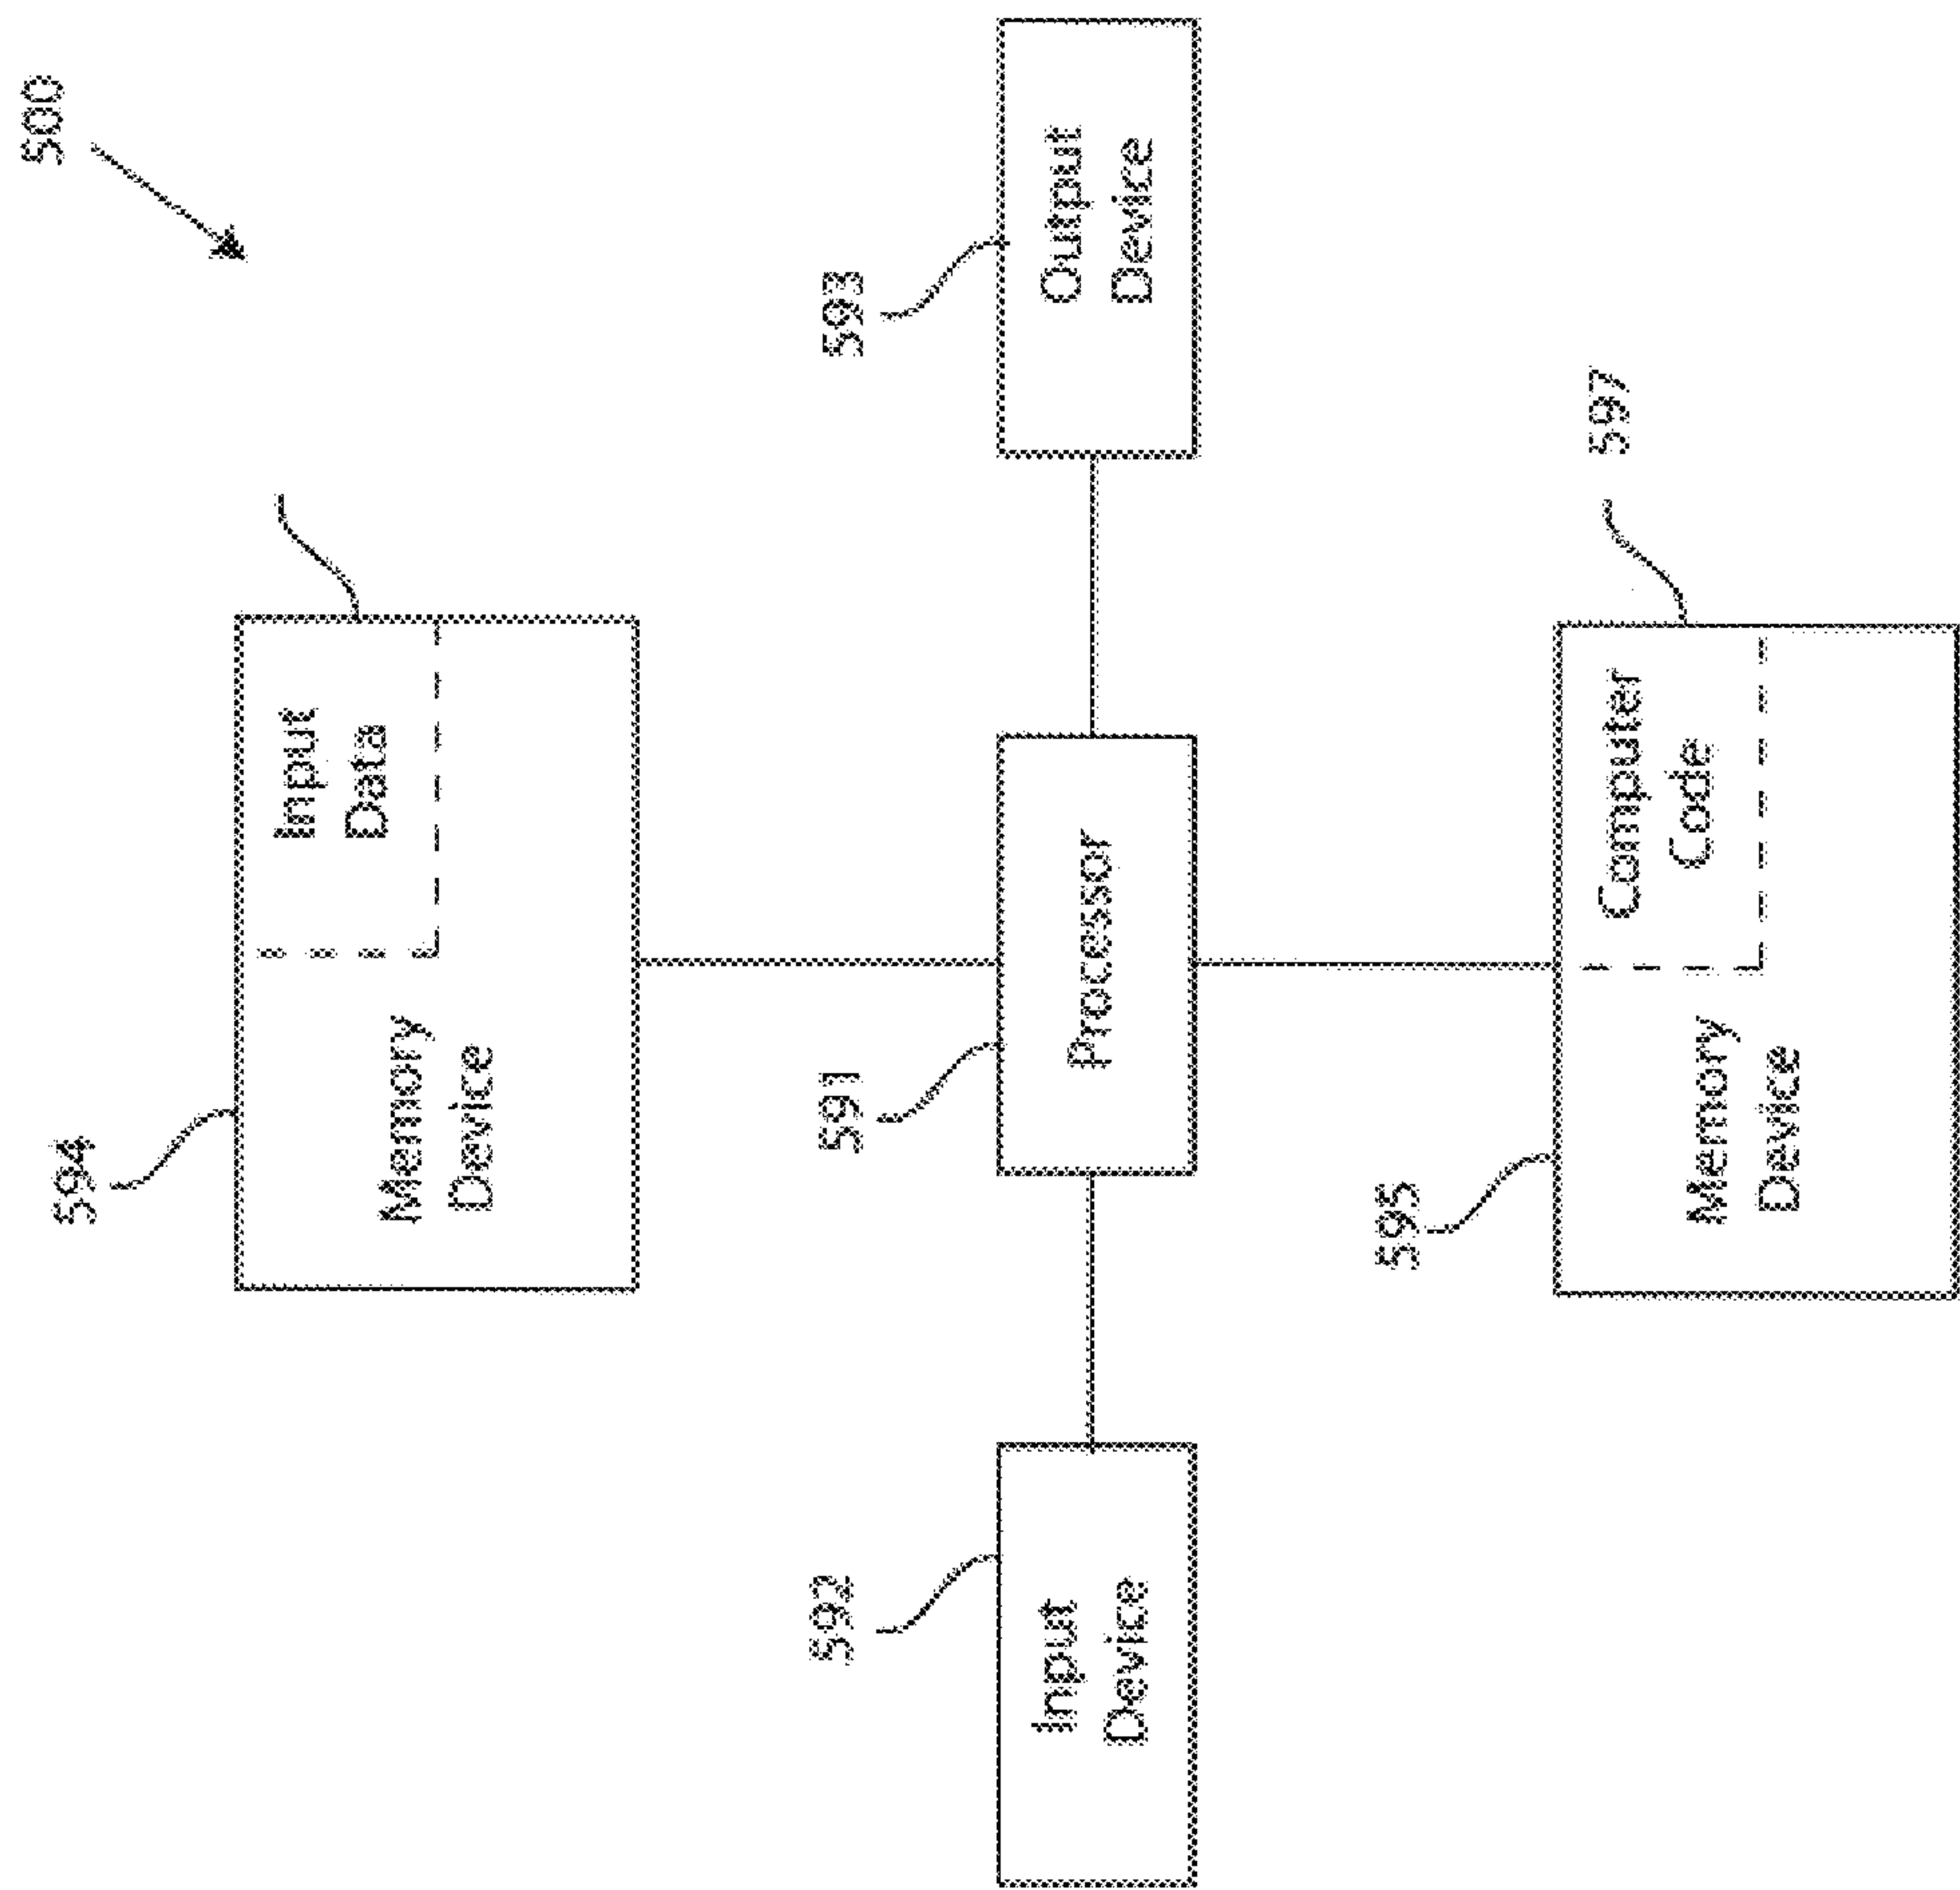 500
594
Input
Data
Memory
Device
592
591
593
Input
Device
Processor
Output
Device
595
597
Computer
Code
Memory
Device